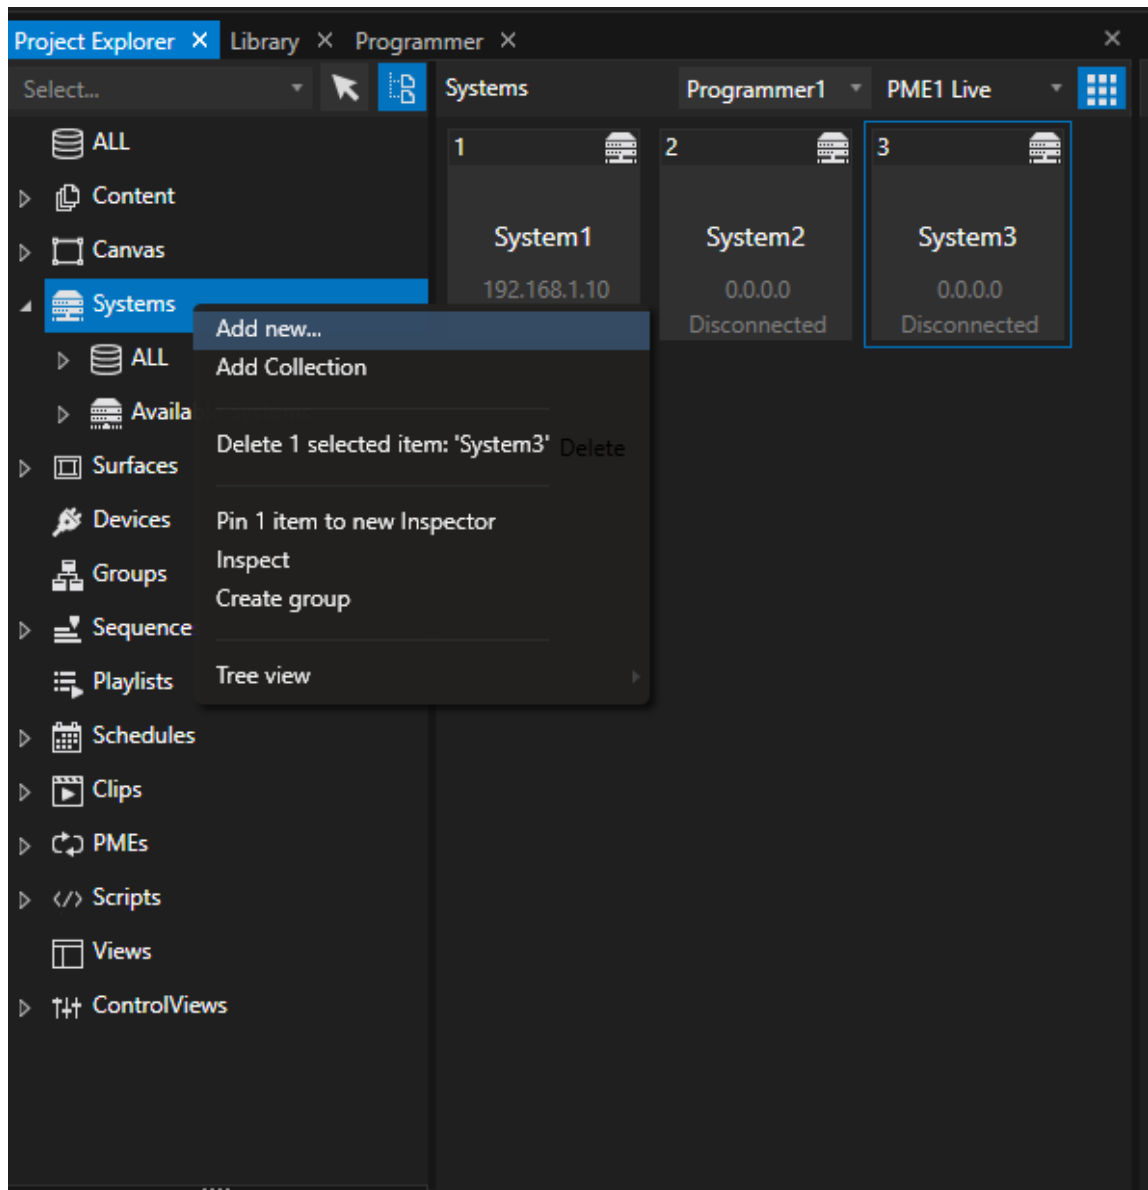 Project Explorer
Library
Programmer
Select...
Systems
Programmer1
PME1 Live
ALL
Content
Canvas
Systems
ALL
Availa
Surfaces
Devices
Groups
Sequence
Playlists
Schedules
Clips
PMEs
Scripts
Views
ControlViews
1
System1
192.168.1.10
2
System2
0.0.0.0
Disconnected
3
System3
0.0.0.0
Disconnected
Add new...
Add Collection
Delete 1 selected item: 'System3' Delete
Pin 1 item to new Inspector
Inspect
Create group
Tree view